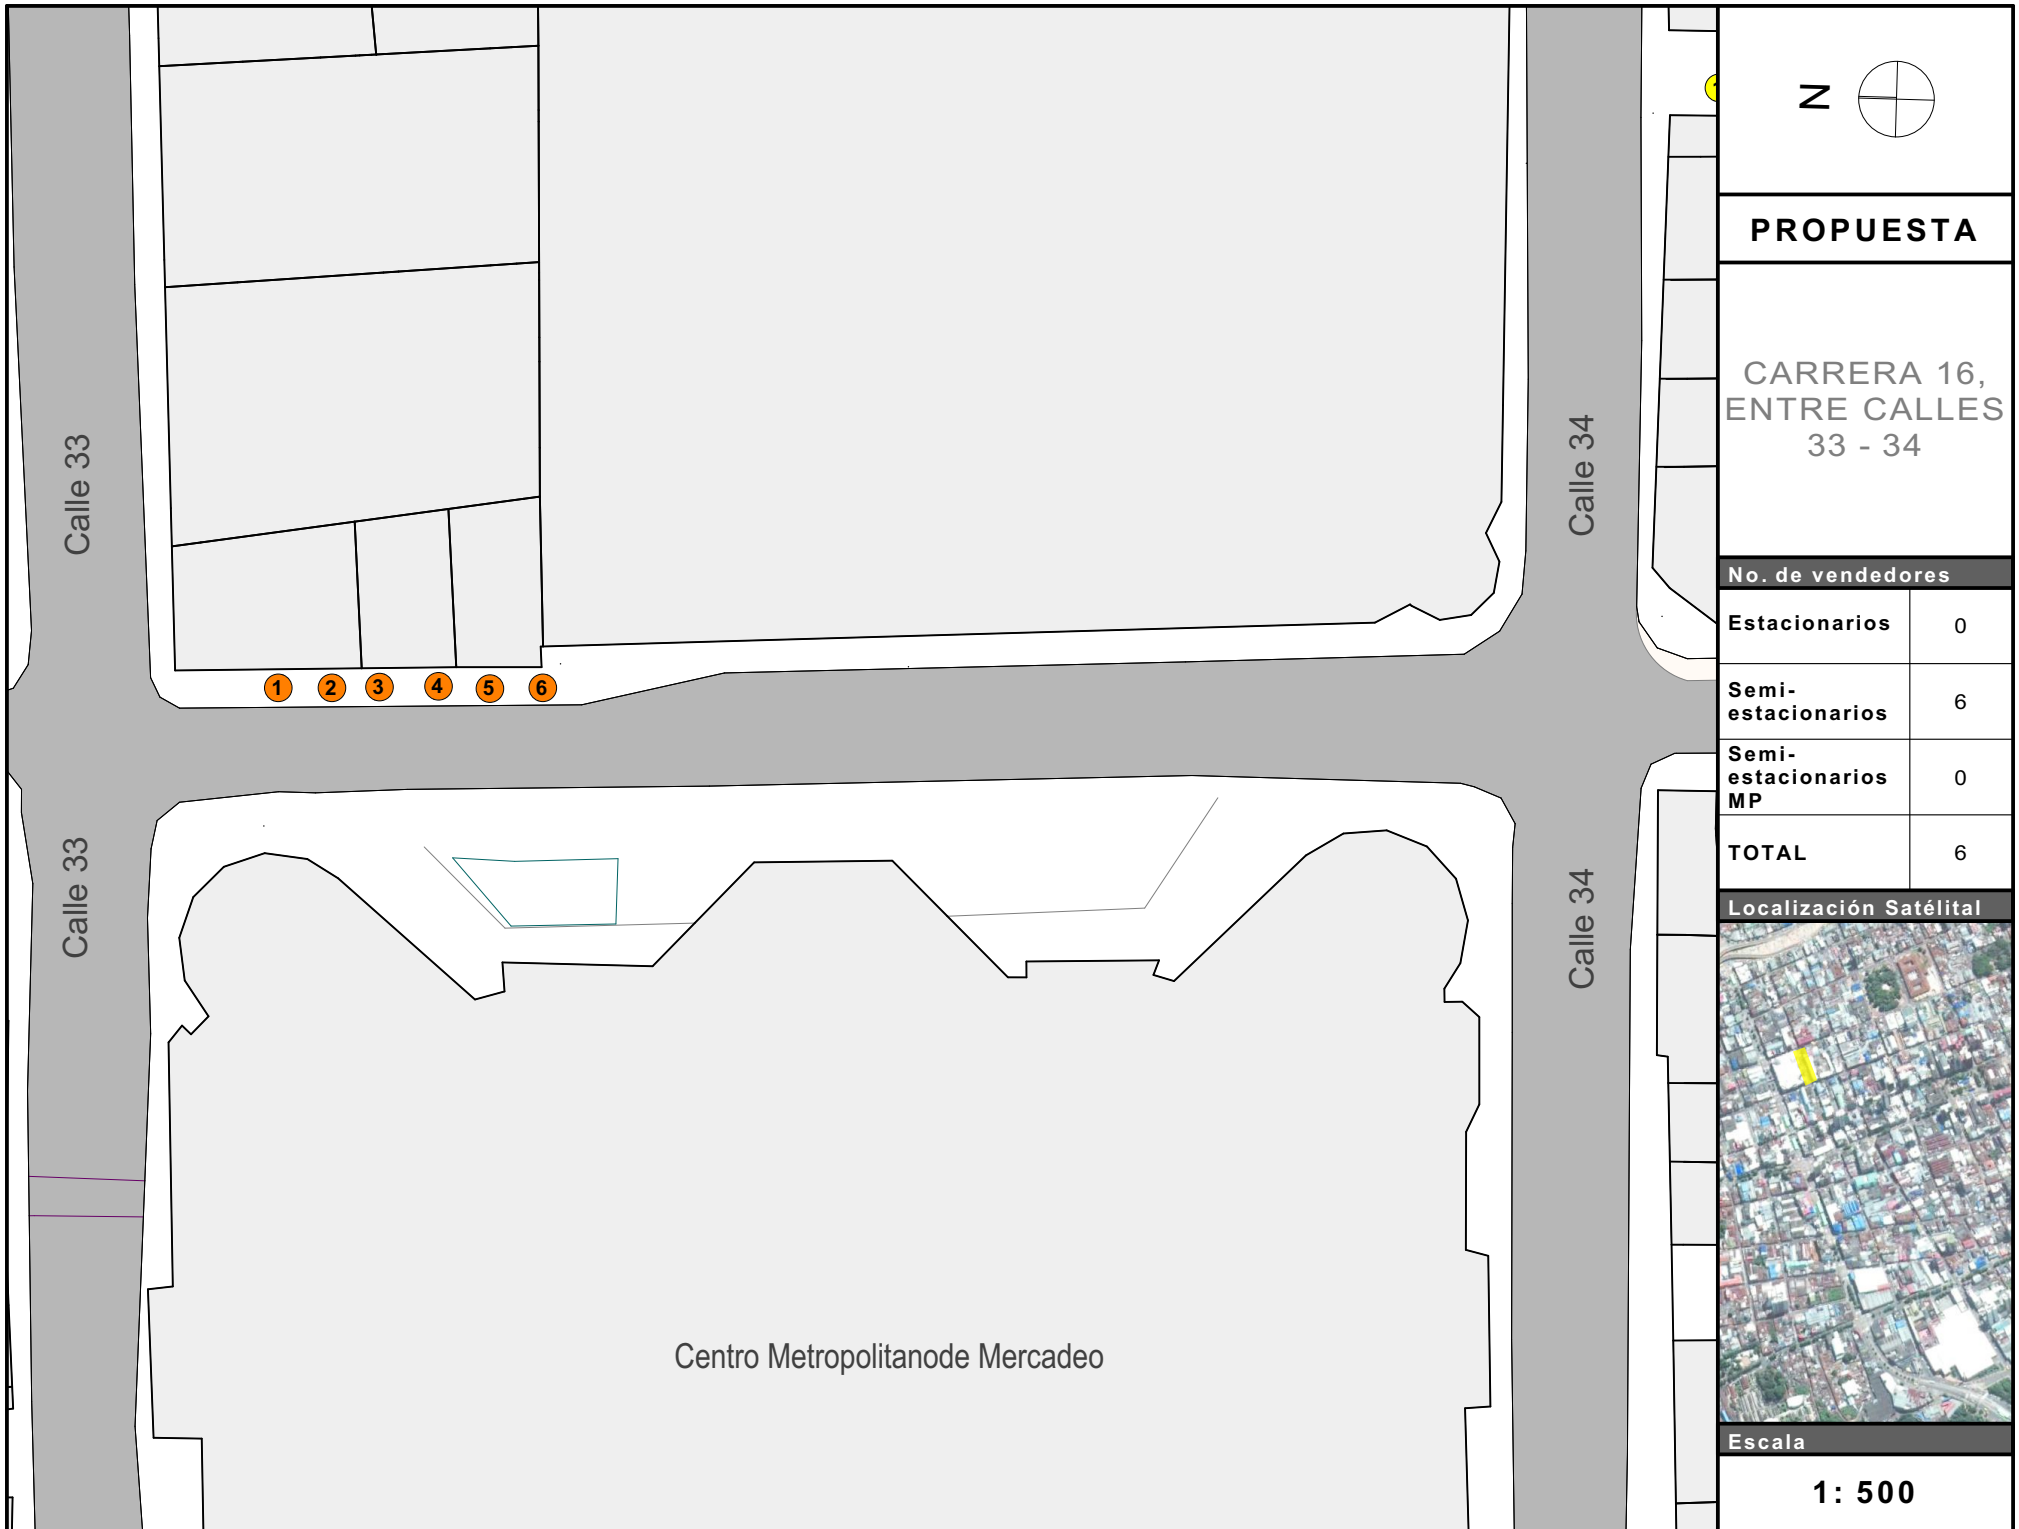 N
PROPUESTA
CARRERA 16,
ENTRE CALLES
33 - 34
No. de vendedores
Estacionarios 0
Semi-
estacionarios 6
Semi-
estacionarios
MP 0
TOTAL 6
Localización Satélital
Escala
1: 500
Calle 33
Calle 34
1 2 3 4 5 6
Calle 33
Calle 34
Centro Metropolitanode Mercadeo